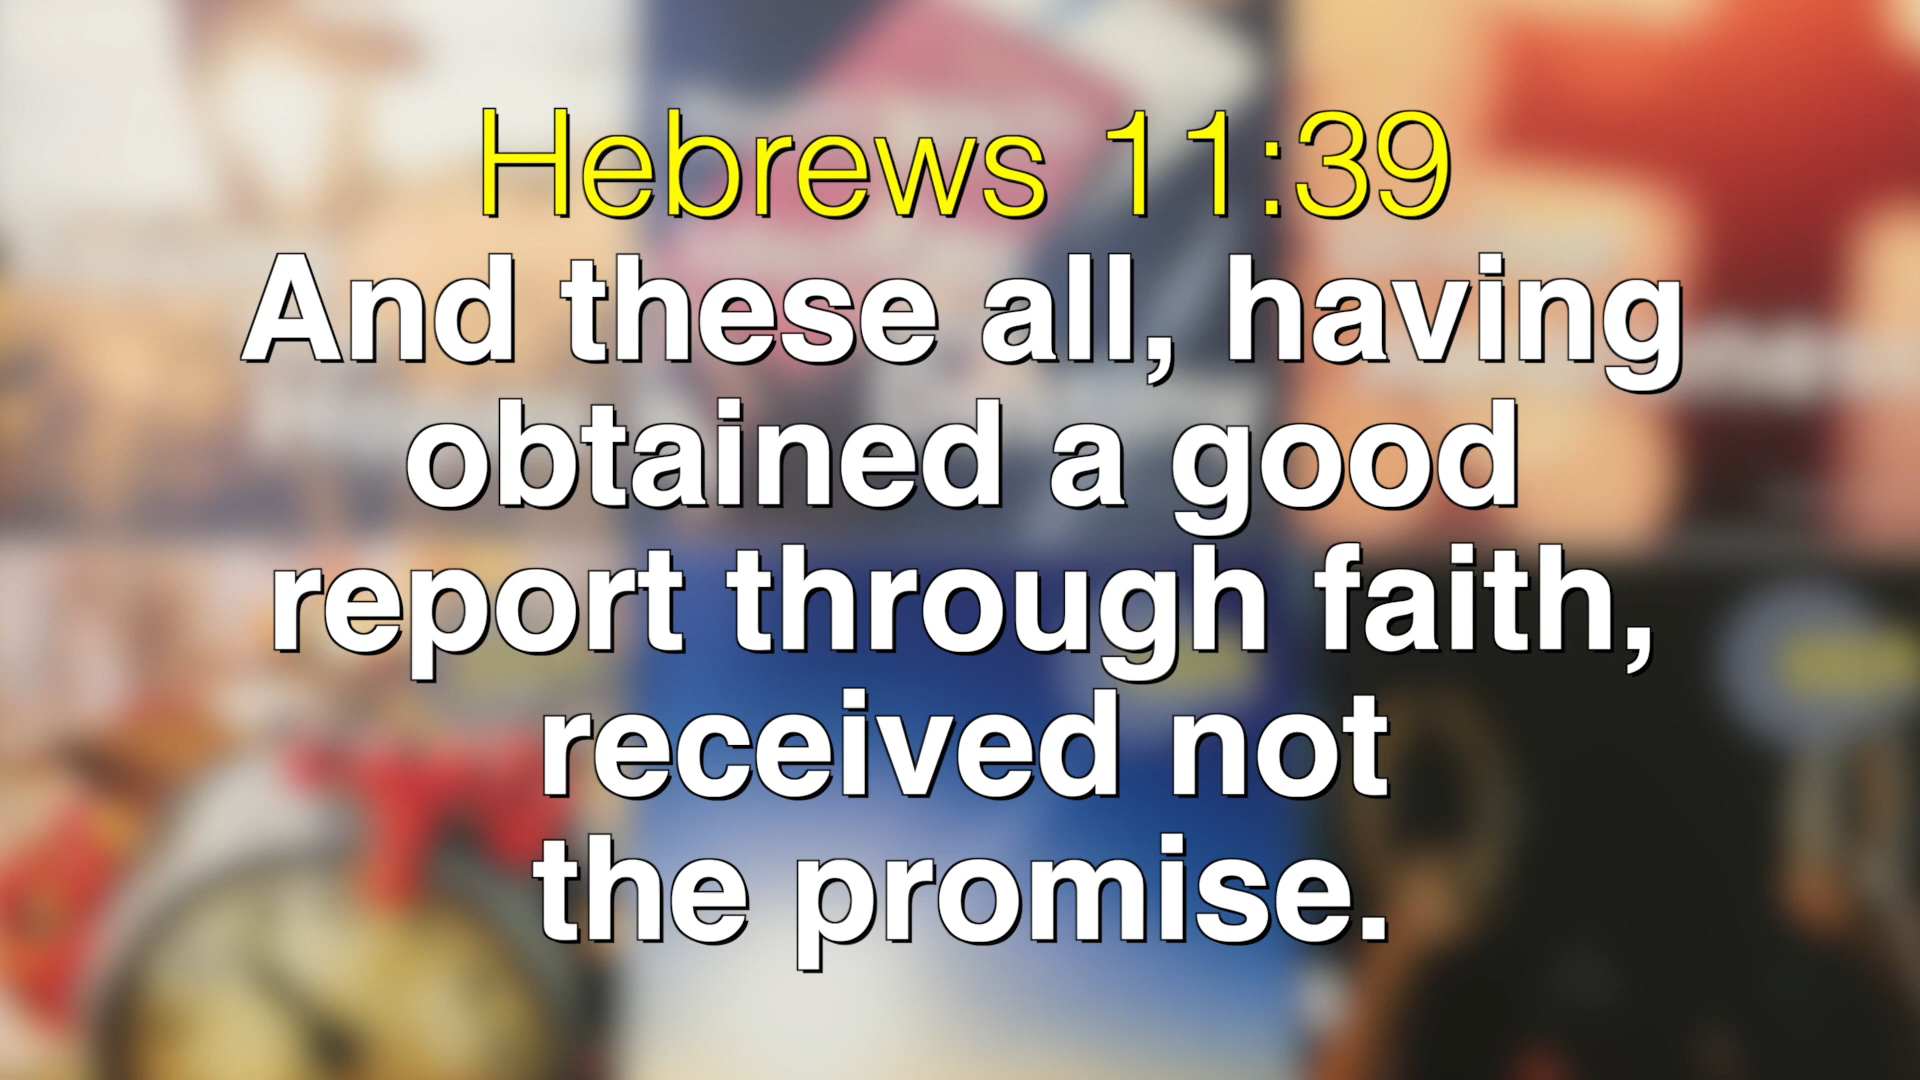 Hebrews 11:39
And these all, having
obtained a good
report through faith,
received not
the promise.